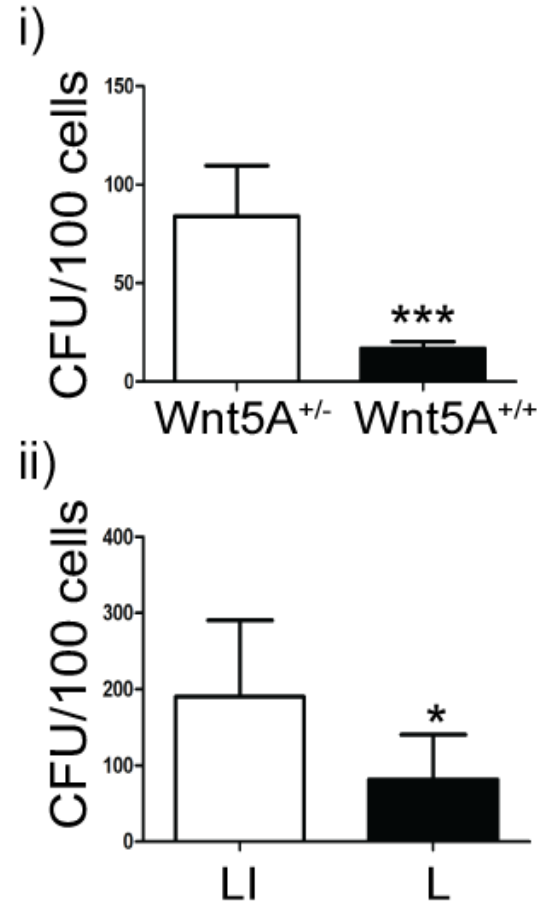 i)
CFU/100 cells
150
100
50
0
***
Wnt5A+/- Wnt5A+/+
ii)
CFU/100 cells
400
300
200
100
0
*
LI L